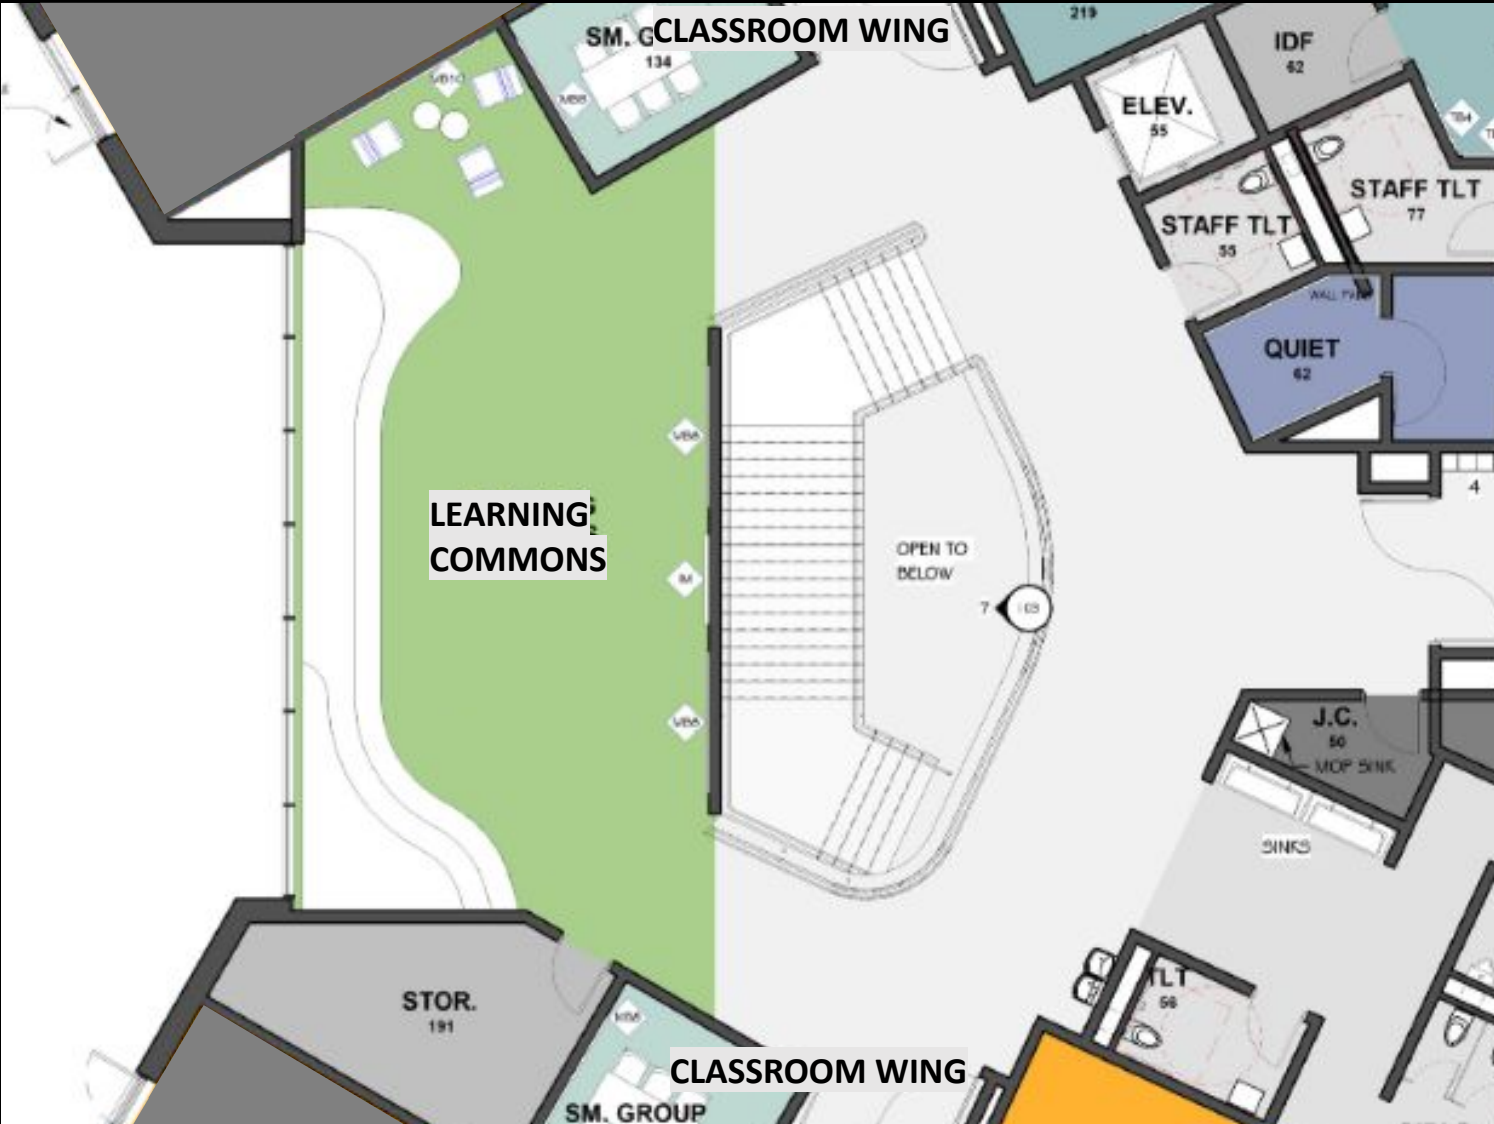 CLASSROOM WING
SM. G
134
219
IDF
62
ELEV.
55
STAFF TLT
77
STAFF TLT
55
QUIET
62
4
LEARNING
COMMONS
OPEN TO
BELOW
7
J.C.
50
MOP SINK
SINKS
TLT
56
STOR.
191
CLASSROOM WING
SM. GROUP